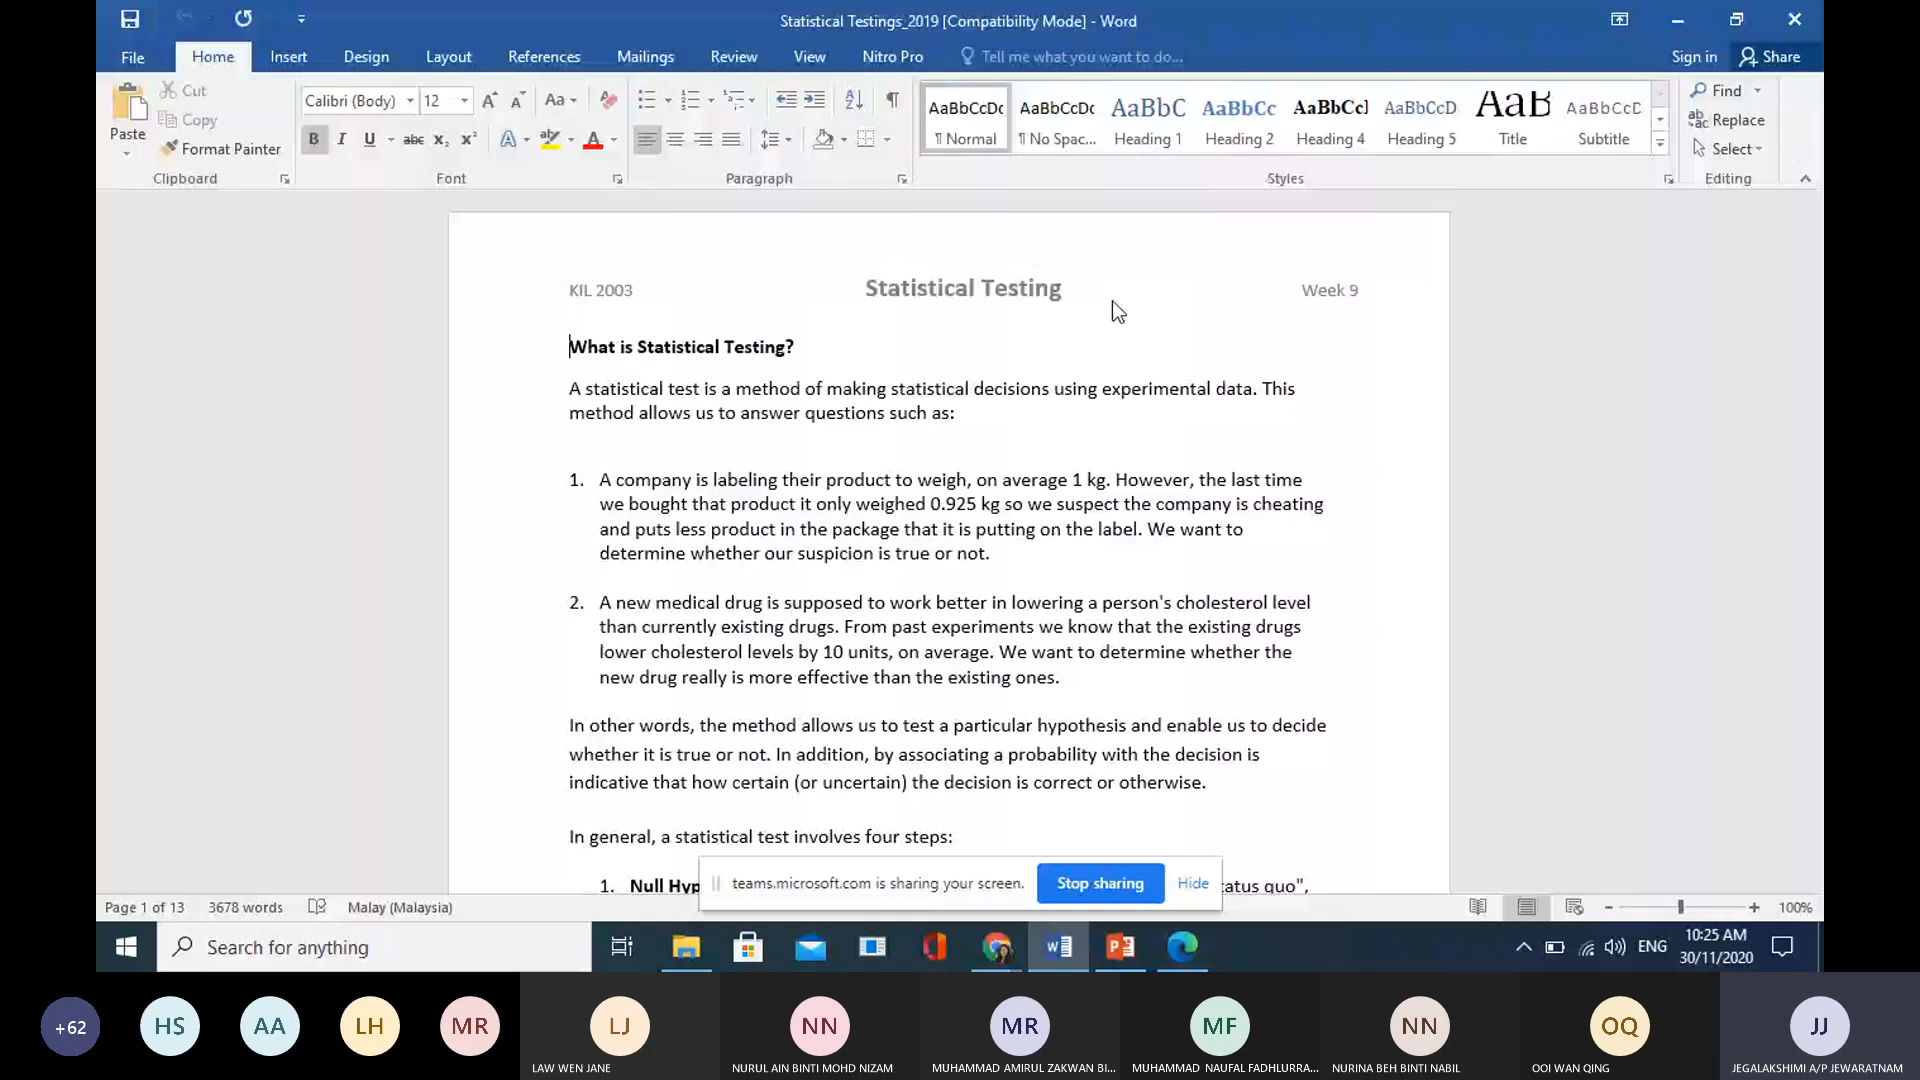 Statistical Testings_2019 [Compatibility Mode] - Word
File Home Insert Design Layout References Mailings Review View Nitro Pro Tell me what you want to do... Sign in Share
Paste
Cut
Copy
Format Painter
Clipboard
Calibri (Body) 12
Font
Paragraph
AaBbCcDc AaBbCcDc AaBbC AaBbCc AaBbCcI AaBbCcD AaB AaBbCcD
¶ Normal ¶ No Spac... Heading 1 Heading 2 Heading 4 Heading 5 Title Subtitle
Styles
Find
Replace
Select
Editing
KIL 2003 Statistical Testing Week 9
What is Statistical Testing?
A statistical test is a method of making statistical decisions using experimental data. This
method allows us to answer questions such as:
1. A company is labeling their product to weigh, on average 1 kg. However, the last time
we bought that product it only weighed 0.925 kg so we suspect the company is cheating
and puts less product in the package that it is putting on the label. We want to
determine whether our suspicion is true or not.
2. A new medical drug is supposed to work better in lowering a person's cholesterol level
than currently existing drugs. From past experiments we know that the existing drugs
lower cholesterol levels by 10 units, on average. We want to determine whether the
new drug really is more effective than the existing ones.
In other words, the method allows us to test a particular hypothesis and enable us to decide
whether it is true or not. In addition, by associating a probability with the decision is
indicative that how certain (or uncertain) the decision is correct or otherwise.
In general, a statistical test involves four steps:
1. Null Hyp atus quo",
teams.microsoft.com is sharing your screen. Stop sharing Hide
Page 1 of 13 3678 words Malay (Malaysia) 100%
Search for anything
ENG
10:25 AM
30/11/2020
+62 HS AA LH MR LJ NN MR MF NN OQ JJ
LAW WEN JANE NURUL AIN BINTI MOHD NIZAM MUHAMMAD AMIRUL ZAKWAN BI... MUHAMMAD NAUFAL FADHLURRA... NURINA BEH BINTI NABIL OOI WAN QING JEGALAKSHIMI A/P JEWARATNAM